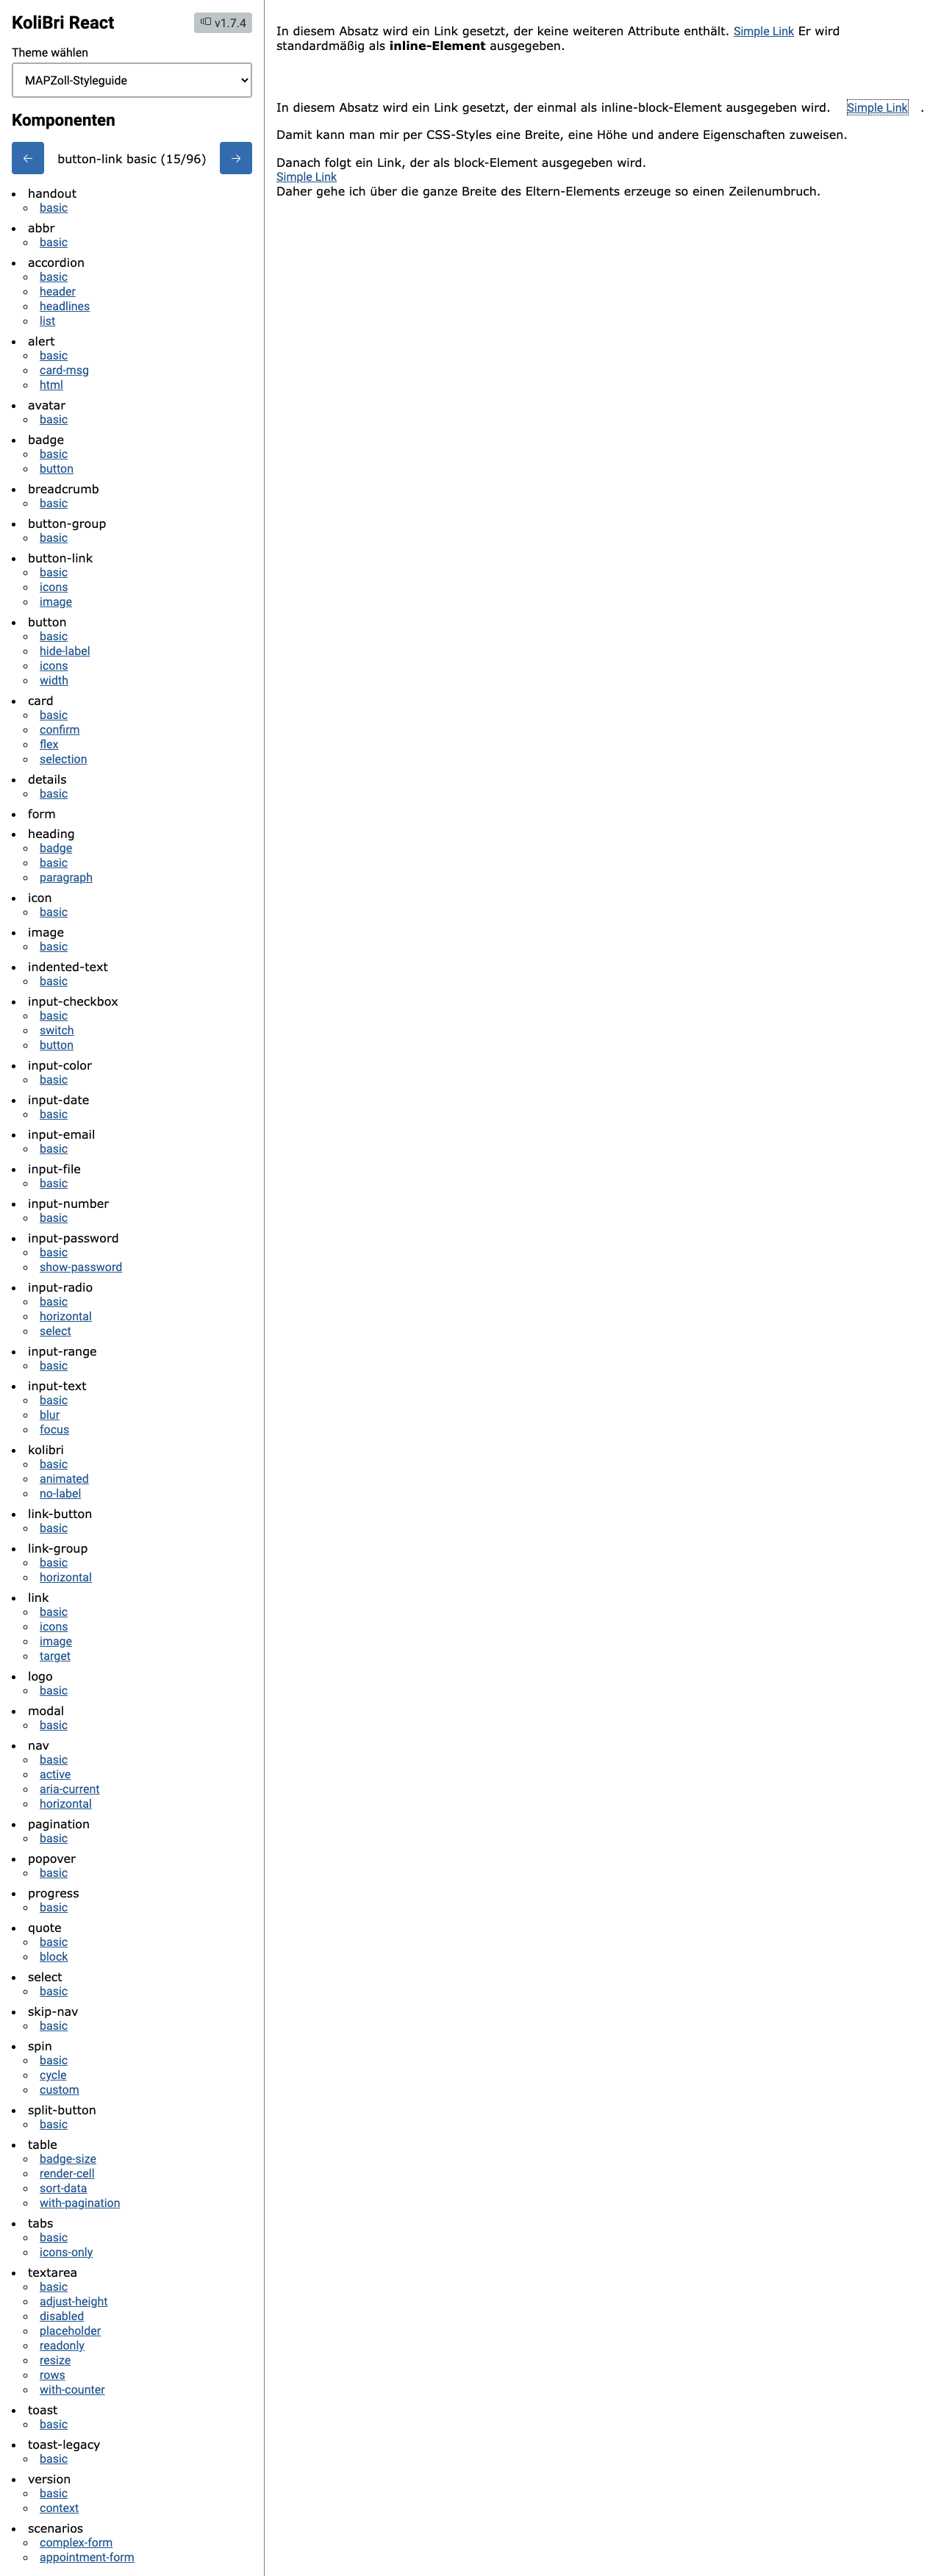 KoliBri React
v1.7.4
Theme wählen
MAPZoll-Styleguide
Komponenten
← button-link basic (15/96) →
handout
basic
abbr
basic
accordion
basic
header
headlines
list
alert
basic
card-msg
html
avatar
basic
badge
basic
button
breadcrumb
basic
button-group
basic
button-link
basic
icons
image
button
basic
hide-label
icons
width
card
basic
confirm
flex
selection
details
basic
form
heading
badge
basic
paragraph
icon
basic
image
basic
indented-text
basic
input-checkbox
basic
switch
button
input-color
basic
input-date
basic
input-email
basic
input-file
basic
input-number
basic
input-password
basic
show-password
input-radio
basic
horizontal
select
input-range
basic
input-text
basic
blur
focus
kolibri
basic
animated
no-label
link-button
basic
link-group
basic
horizontal
link
basic
icons
image
target
logo
basic
modal
basic
nav
basic
active
aria-current
horizontal
pagination
basic
popover
basic
progress
basic
quote
basic
block
select
basic
skip-nav
basic
spin
basic
cycle
custom
split-button
basic
table
badge-size
render-cell
sort-data
with-pagination
tabs
basic
icons-only
textarea
basic
adjust-height
disabled
placeholder
readonly
resize
rows
with-counter
toast
basic
toast-legacy
basic
version
basic
context
scenarios
complex-form
appointment-form
In diesem Absatz wird ein Link gesetzt, der keine weiteren Attribute enthält. Simple Link Er wird
standardmäßig als inline-Element ausgegeben.
In diesem Absatz wird ein Link gesetzt, der einmal als inline-block-Element ausgegeben wird. Simple Link .
Damit kann man mir per CSS-Styles eine Breite, eine Höhe und andere Eigenschaften zuweisen.
Danach folgt ein Link, der als block-Element ausgegeben wird.
Simple Link
Daher gehe ich über die ganze Breite des Eltern-Elements erzeuge so einen Zeilenumbruch.